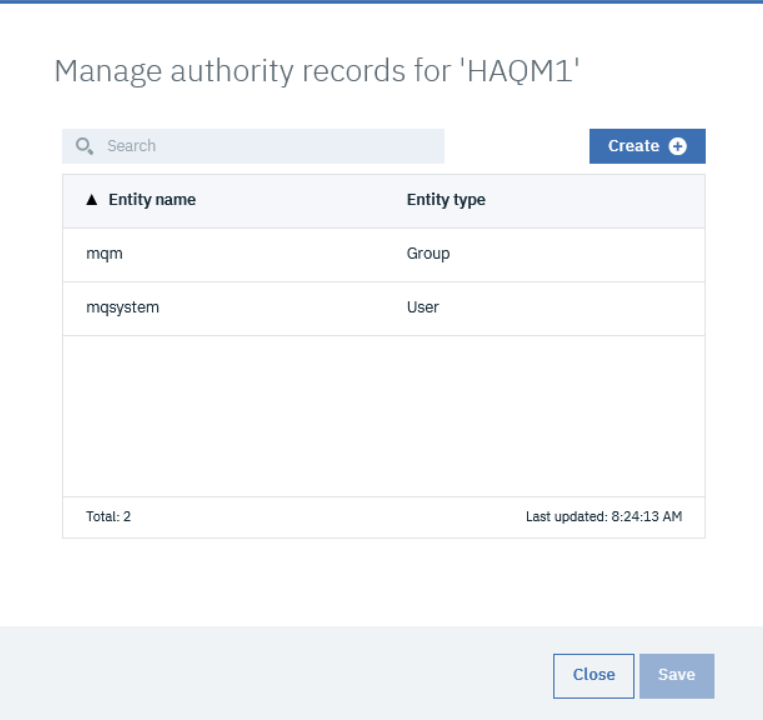 Manage authority records for 'HAQM1'
Search
Create
▲ Entity name Entity type
mqm Group
mqsystem User
Total: 2 Last updated: 8:24:13 AM
Close Save